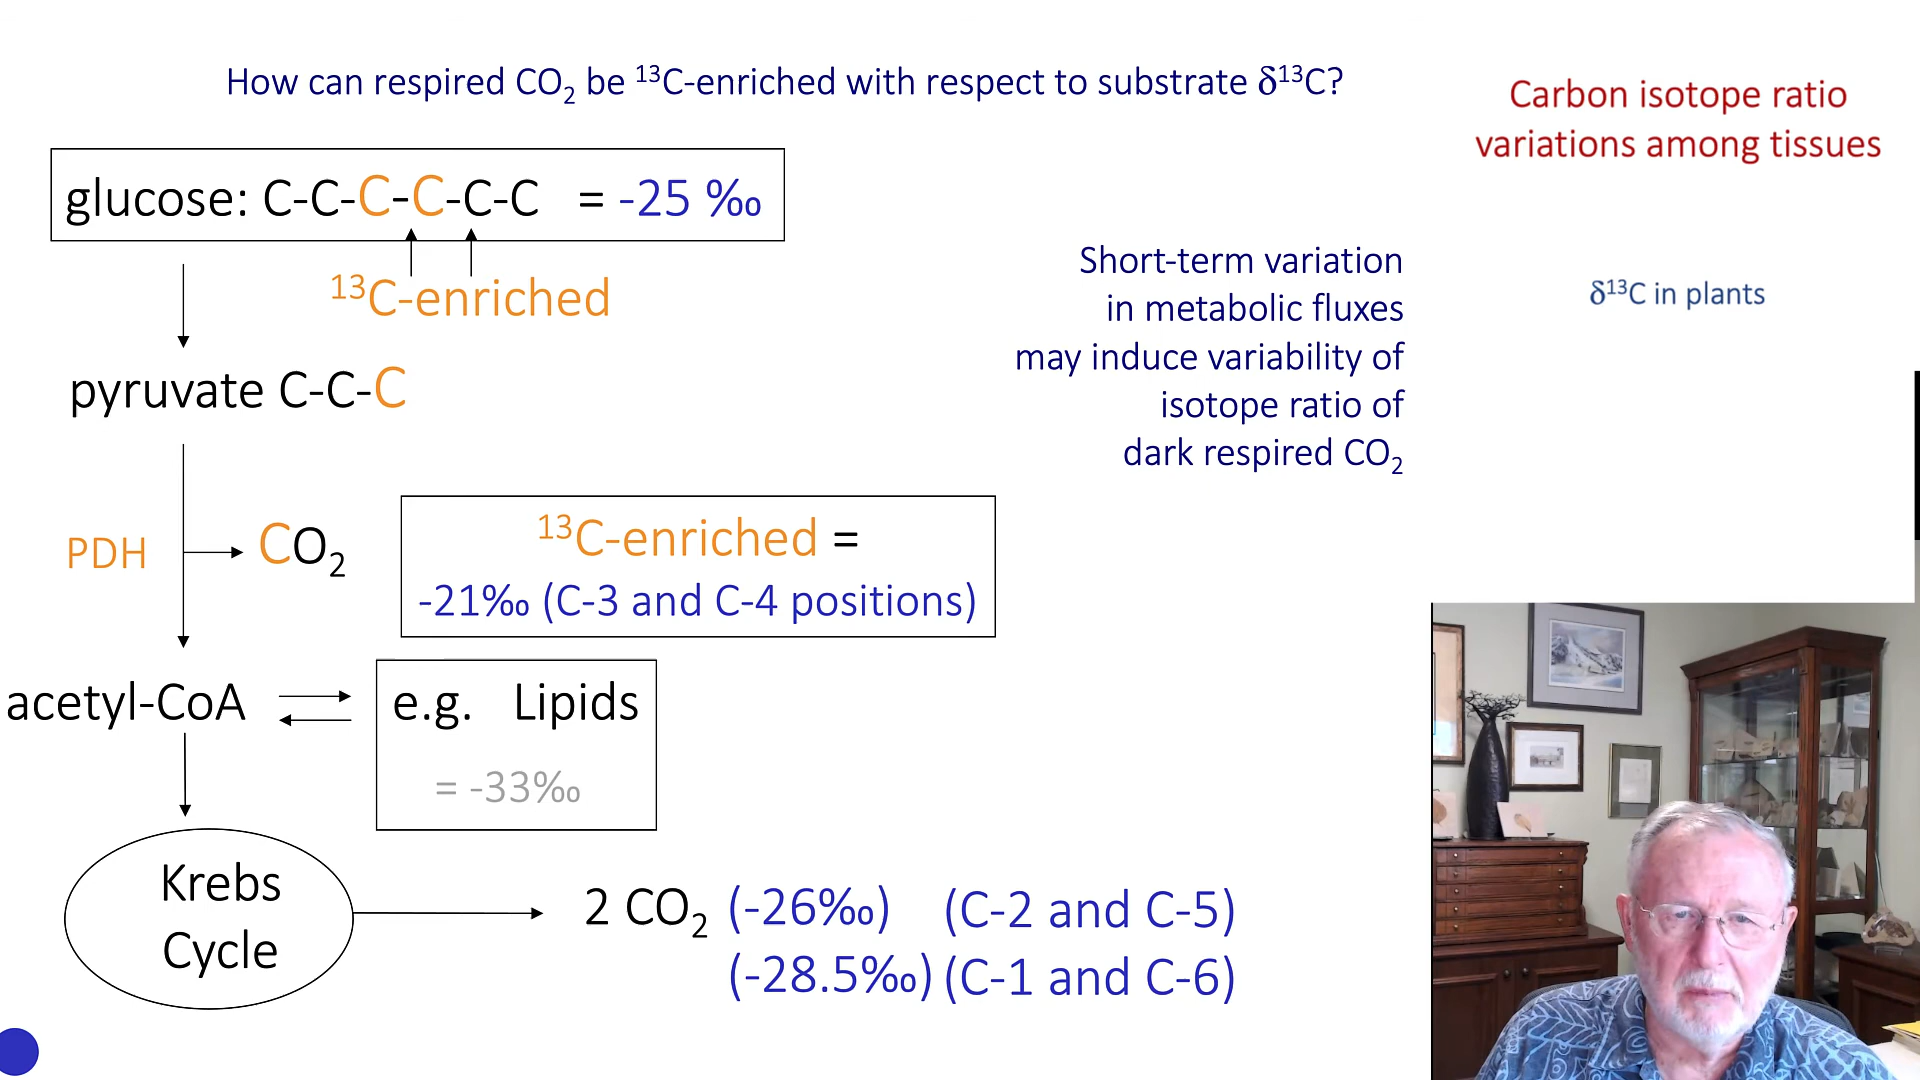 How can respired CO₂ be ¹³C-enriched with respect to substrate δ¹³C?
Carbon isotope ratio
variations among tissues
glucose: C-C-C-C-C-C = -25 ‰
¹³C-enriched
Short-term variation
in metabolic fluxes
may induce variability of
isotope ratio of
dark respired CO₂
δ¹³C in plants
pyruvate C-C-C
PDH
CO₂
¹³C-enriched =
-21‰ (C-3 and C-4 positions)
acetyl-CoA
e.g. Lipids
= -33‰
Krebs
Cycle
2 CO₂ (-26‰) (C-2 and C-5)
(-28.5‰) (C-1 and C-6)